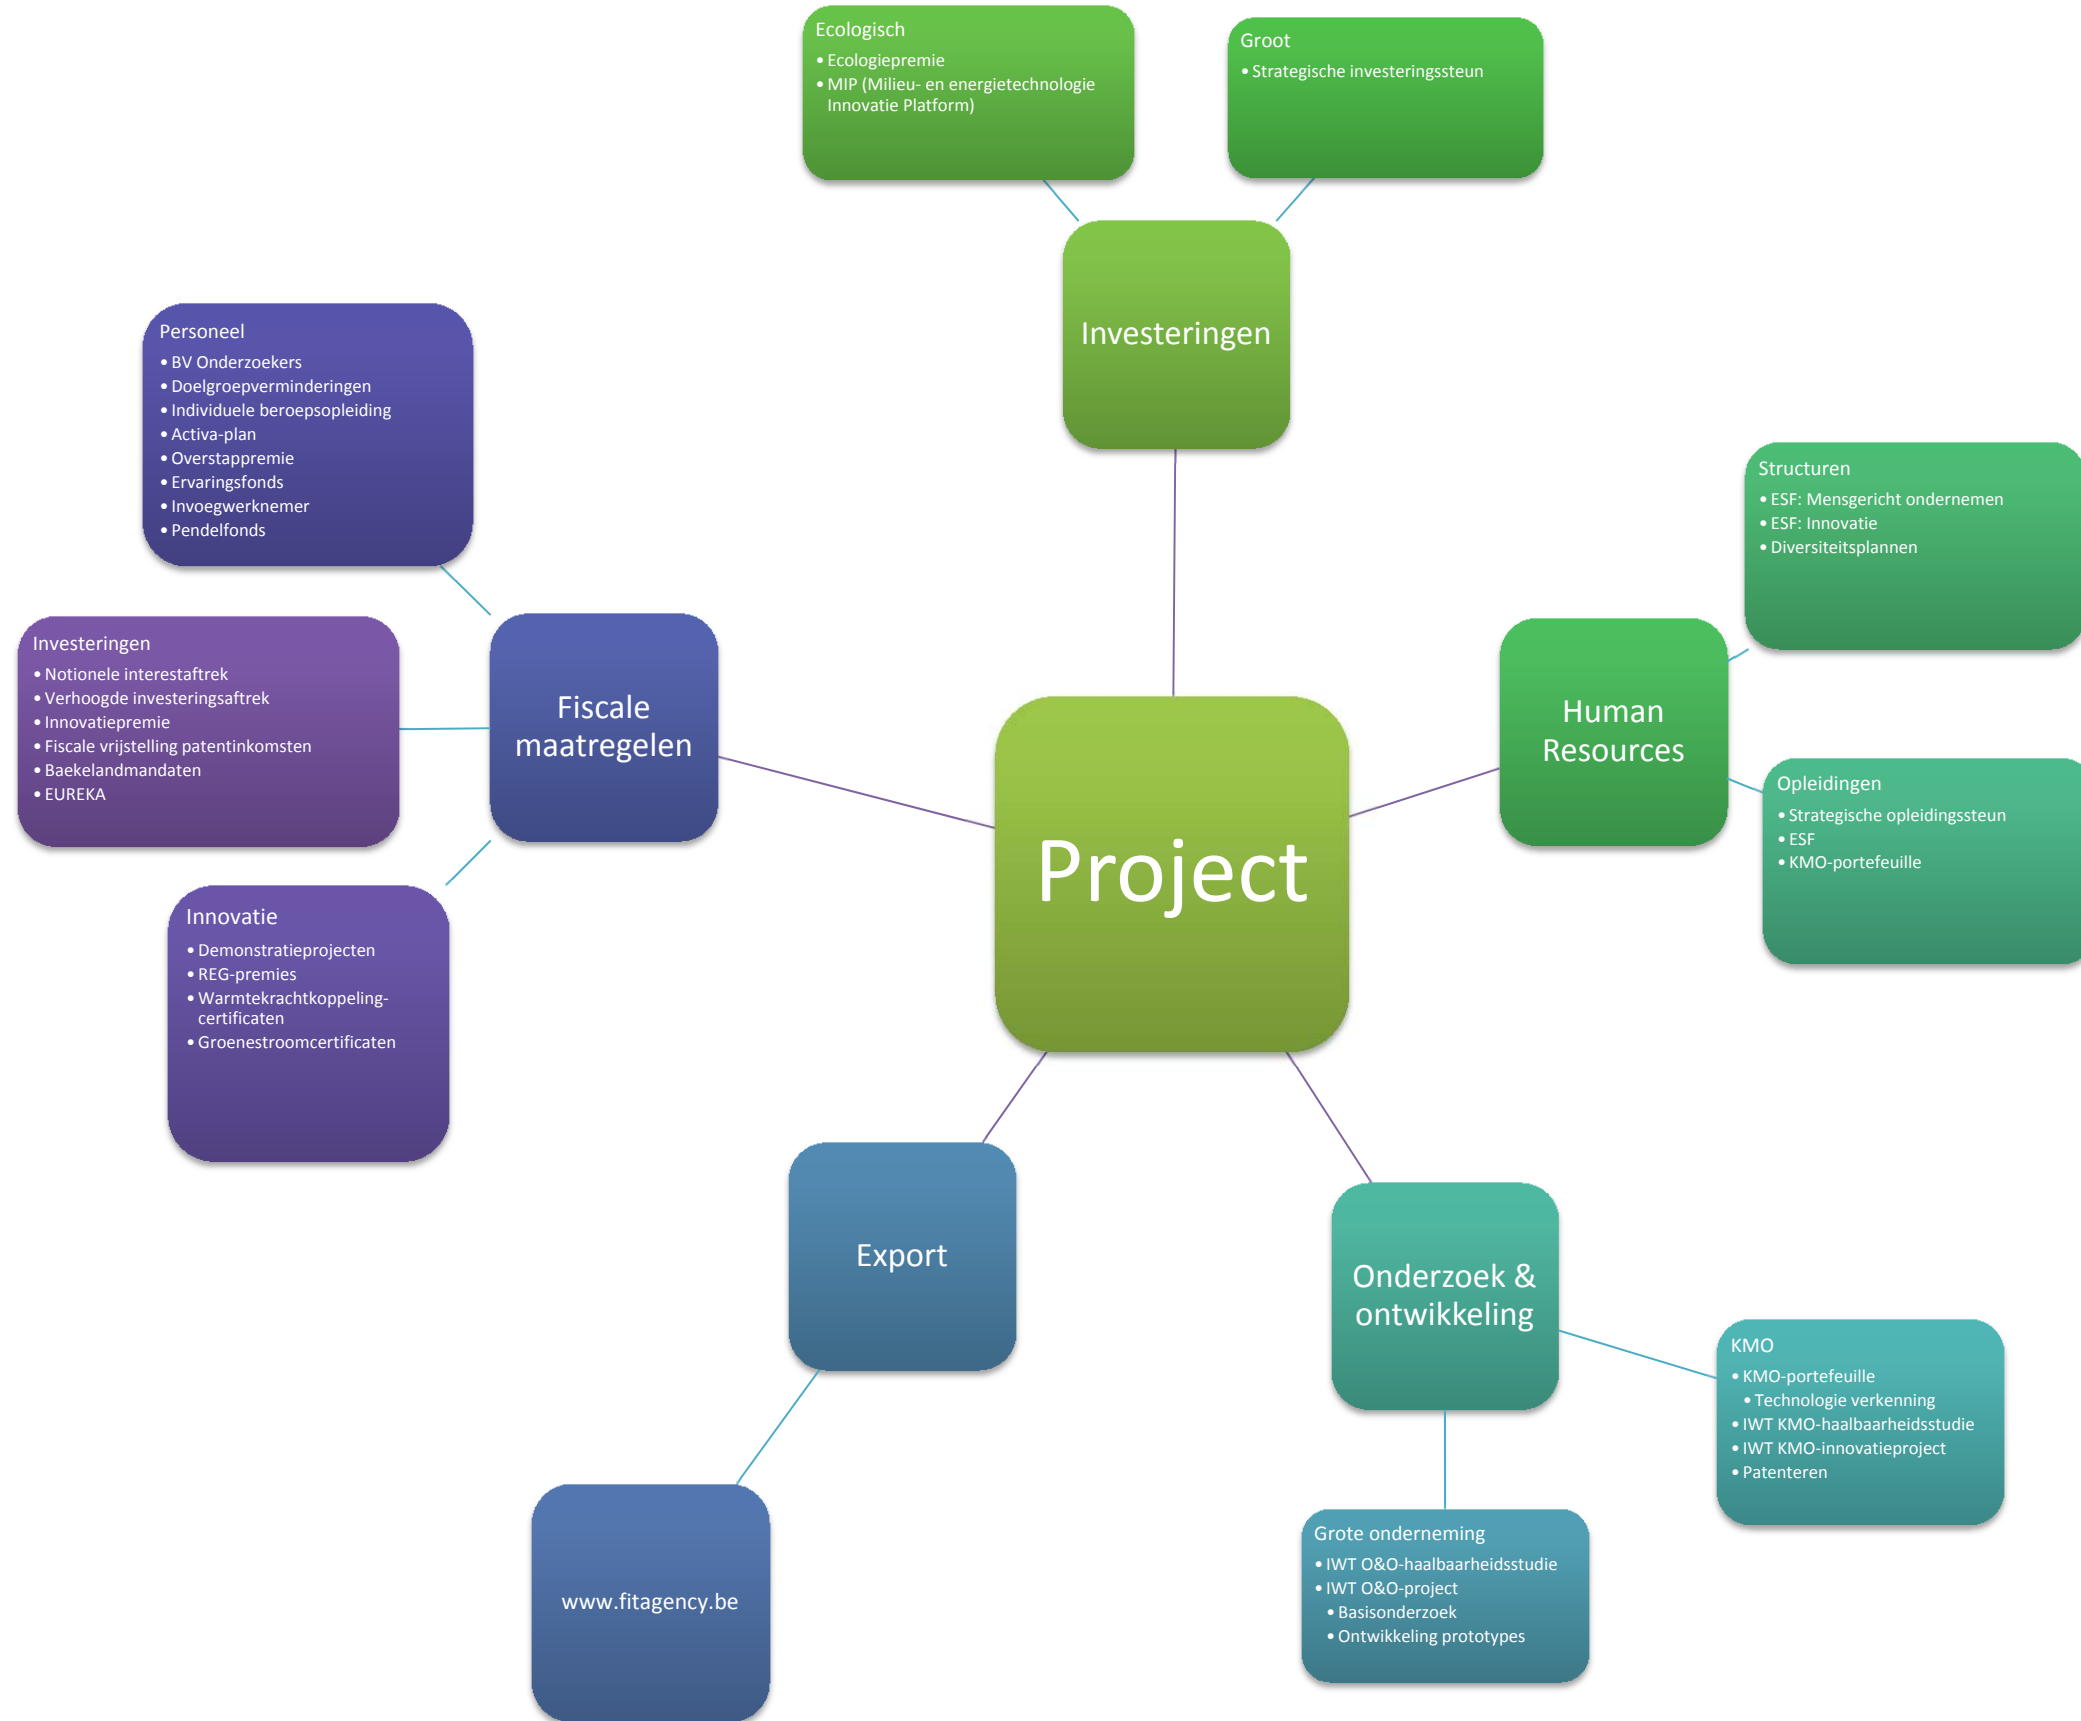 Ecologisch
• Ecologiepremie
• MIP (Milieu- en energietechnologie
Innovatie Platform)
Groot
• Strategische investeringssteun
Investeringen
Personeel
• BV Onderzoekers
• Doelgroepverminderingen
• Individuele beroepsopleiding
• Activa-plan
• Overstappremie
• Ervaringsfonds
• Invoegwerknemer
• Pendelfonds
Structuren
• ESF: Mensgericht ondernemen
• ESF: Innovatie
• Diversiteitsplannen
Investeringen
• Notionele interestaftrek
• Verhoogde investeringsaftrek
• Innovatiepremie
• Fiscale vrijstelling patentinkomsten
• Baekelandmandaten
• EUREKA
Fiscale
maatregelen
Human
Resources
Opleidingen
• Strategische opleidingssteun
• ESF
• KMO-portefeuille
Project
Innovatie
• Demonstratieprojecten
• REG-premies
• Warmtekrachtkoppeling-
certificaten
• Groenestroomcertificaten
Export
Onderzoek &
ontwikkeling
KMO
• KMO-portefeuille
• Technologie verkenning
• IWT KMO-haalbaarheidsstudie
• IWT KMO-innovatieproject
• Patenteren
Grote onderneming
• IWT O&O-haalbaarheidsstudie
• IWT O&O-project
• Basisonderzoek
• Ontwikkeling prototypes
www.fitagency.be